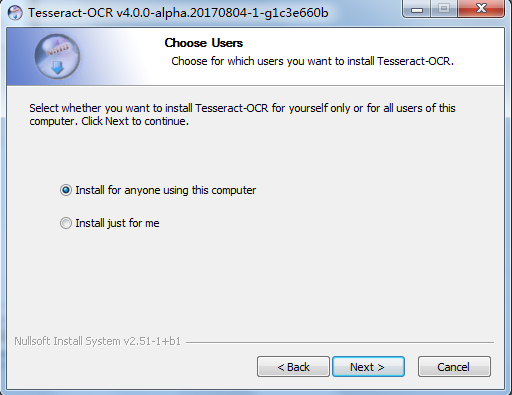 Tesseract-OCR v4.0.0-alpha.20170804-1-g1c3e660b
Choose Users
Choose for which users you want to install Tesseract-OCR.
Select whether you want to install Tesseract-OCR for yourself only or for all users of this
computer. Click Next to continue.
Install for anyone using this computer
Install just for me
Nullsoft Install System v2.51-1+b1
< Back
Next >
Cancel